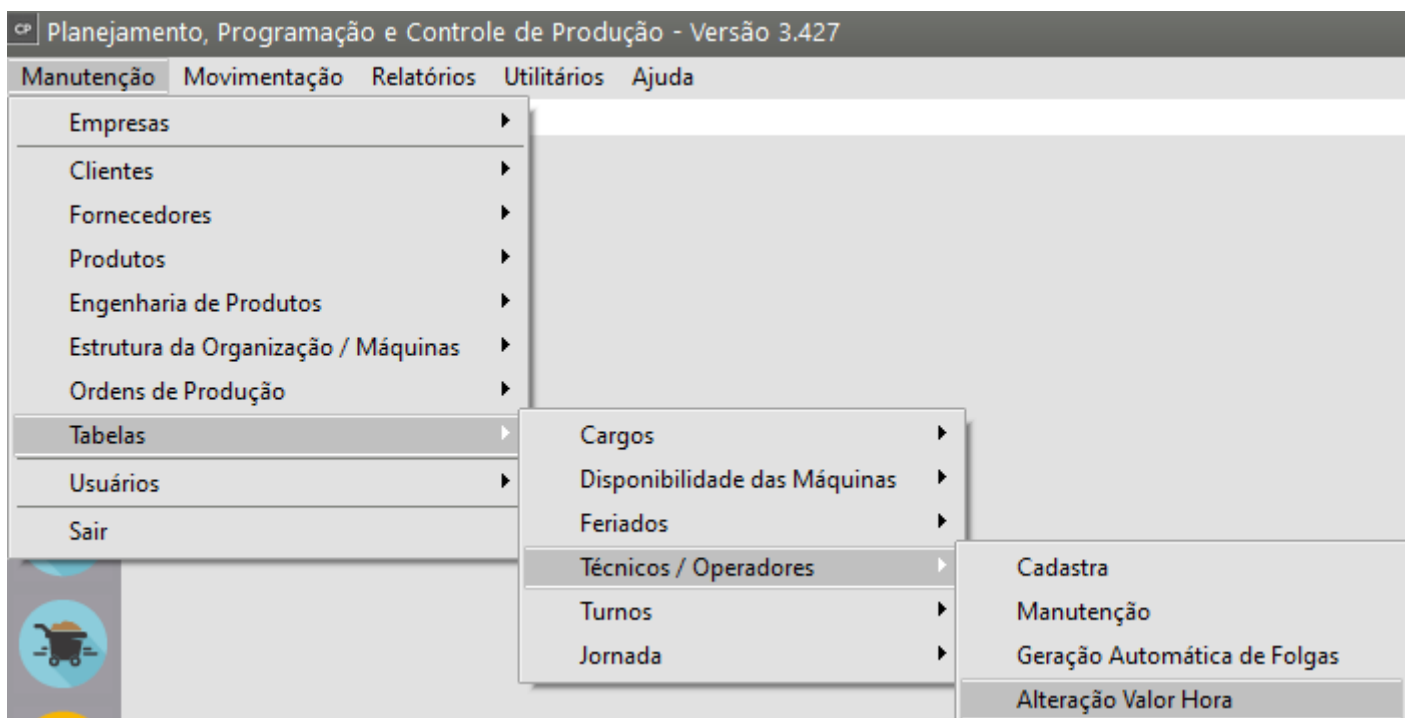 CP Planejamento, Programação e Controle de Produção - Versão 3.427
Manutenção Movimentação Relatórios Utilitários Ajuda
Empresas
Clientes
Fornecedores
Produtos
Engenharia de Produtos
Estrutura da Organização / Máquinas
Ordens de Produção
Tabelas
Usuários
Sair
Cargos
Disponibilidade das Máquinas
Feriados
Técnicos / Operadores
Turnos
Jornada
Cadastra
Manutenção
Geração Automática de Folgas
Alteração Valor Hora